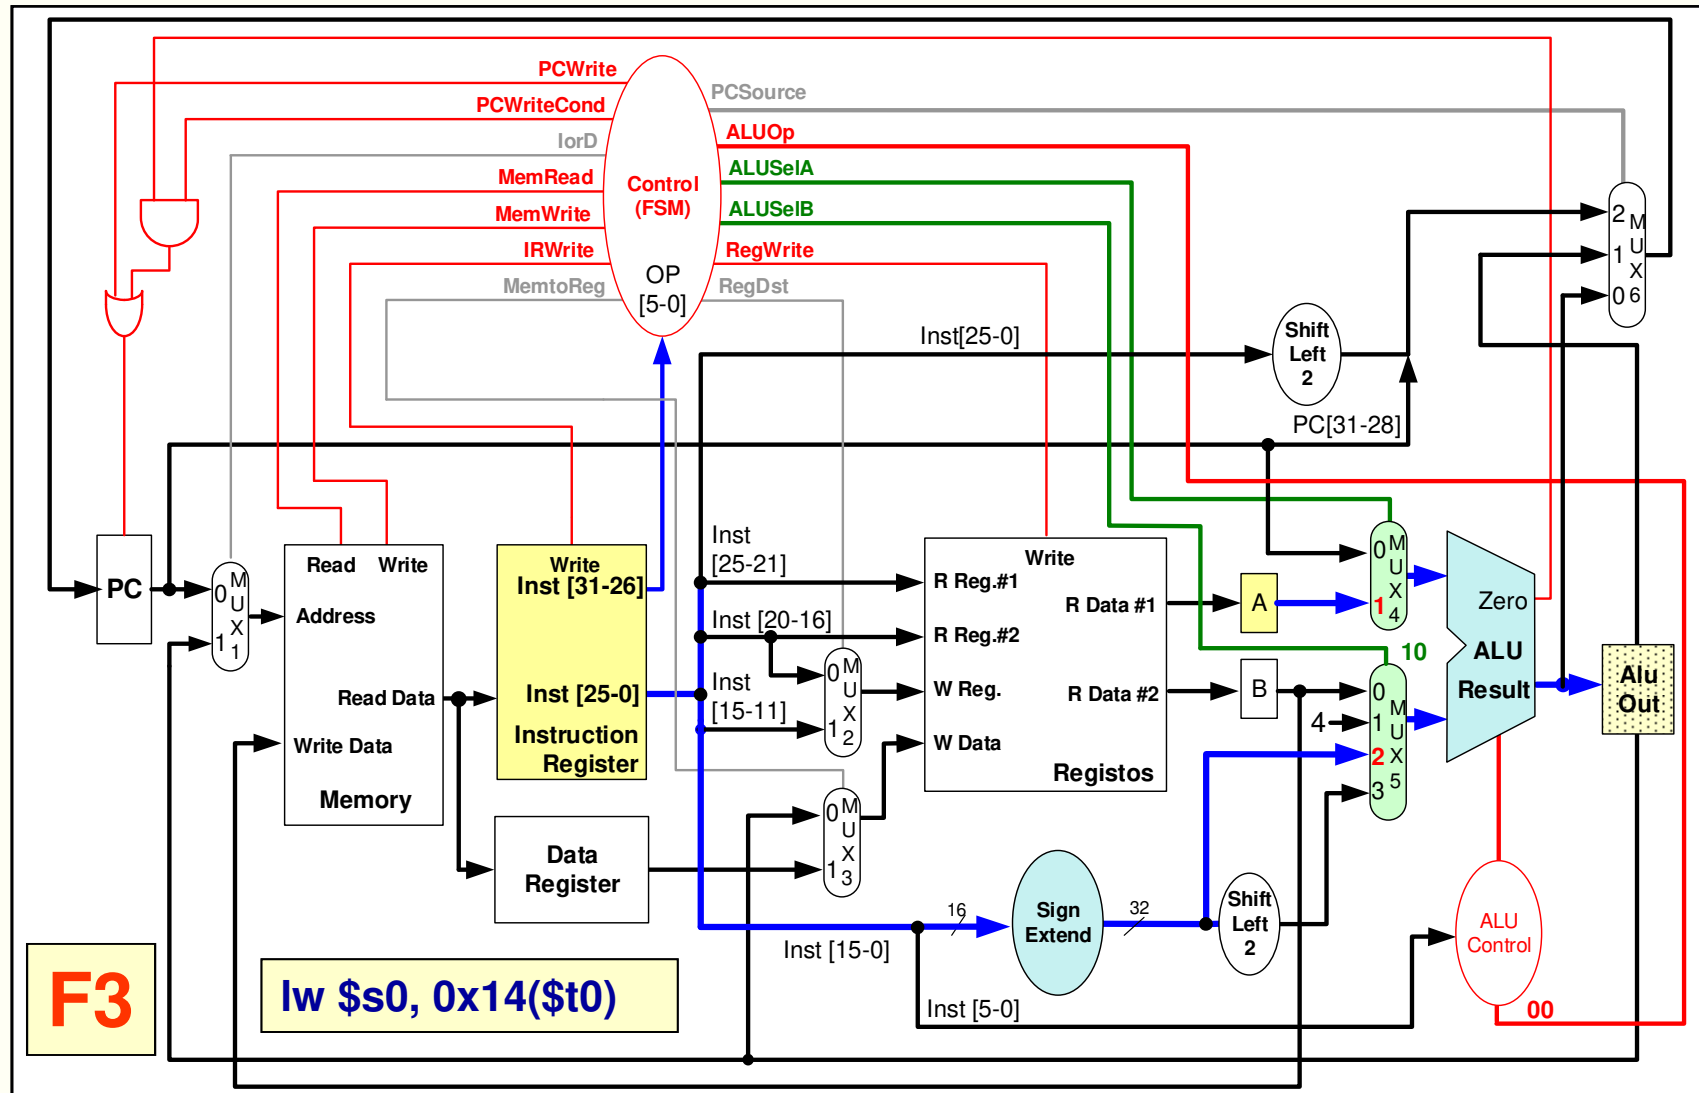 PCWrite
PCWriteCond
IorD
MemRead
MemWrite
IRWrite
MemtoReg
Control
(FSM)
OP
[5-0]
PCSource
ALUOp
ALUSelA
ALUSelB
RegWrite
RegDst
2
1
0
M
U
X
6
Inst[25-0]
Shift
Left
2
PC[31-28]
PC
0
1
M
U
X
1
Read
Write
Address
Read Data
Write Data
Memory
Write
Inst [31-26]
Inst [25-0]
Instruction
Register
Data
Register
Inst
[25-21]
Inst [20-16]
Inst
[15-11]
0
1
M
U
X
2
0
1
M
U
X
3
Write
R Reg.#1
R Reg.#2
W Reg.
W Data
R Data #1
R Data #2
Registos
A
B
4
0
1
M
U
X
4
10
0
1
2
3
M
U
X
5
Zero
ALU
Result
Alu
Out
16
Sign
Extend
32
Shift
Left
2
ALU
Control
00
Inst [15-0]
Inst [5-0]
F3
lw $s0, 0x14($t0)